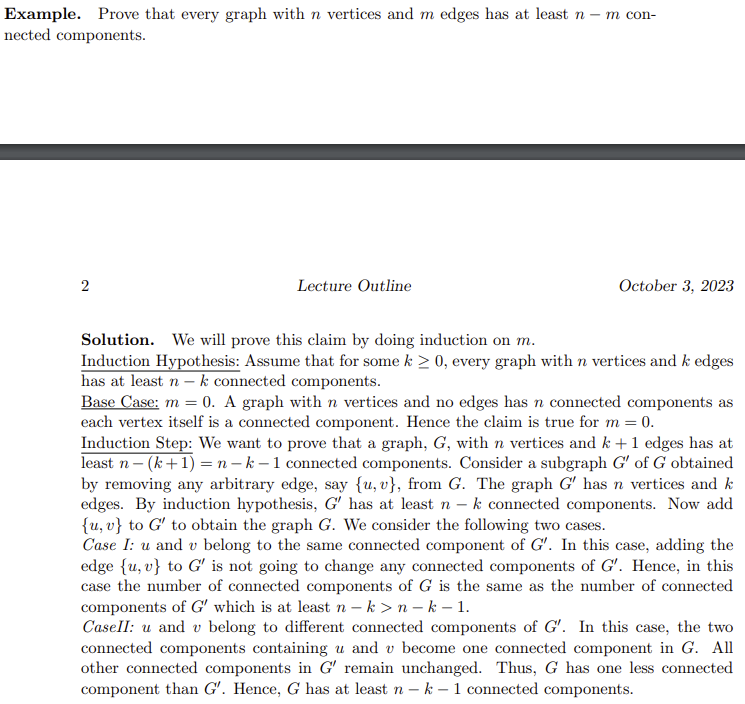 Example. Prove that every graph with n vertices and m edges has at least n − m con-
nected components.
2 Lecture Outline October 3, 2023
Solution. We will prove this claim by doing induction on m.
Induction Hypothesis: Assume that for some k ≥ 0, every graph with n vertices and k edges
has at least n − k connected components.
Base Case: m = 0. A graph with n vertices and no edges has n connected components as
each vertex itself is a connected component. Hence the claim is true for m = 0.
Induction Step: We want to prove that a graph, G, with n vertices and k + 1 edges has at
least n − (k + 1) = n − k − 1 connected components. Consider a subgraph G′ of G obtained
by removing any arbitrary edge, say {u, v}, from G. The graph G′ has n vertices and k
edges. By induction hypothesis, G′ has at least n − k connected components. Now add
{u, v} to G′ to obtain the graph G. We consider the following two cases.
Case I: u and v belong to the same connected component of G′. In this case, adding the
edge {u, v} to G′ is not going to change any connected components of G′. Hence, in this
case the number of connected components of G is the same as the number of connected
components of G′ which is at least n − k > n − k − 1.
CaseII: u and v belong to different connected components of G′. In this case, the two
connected components containing u and v become one connected component in G. All
other connected components in G′ remain unchanged. Thus, G has one less connected
component than G′. Hence, G has at least n − k − 1 connected components.